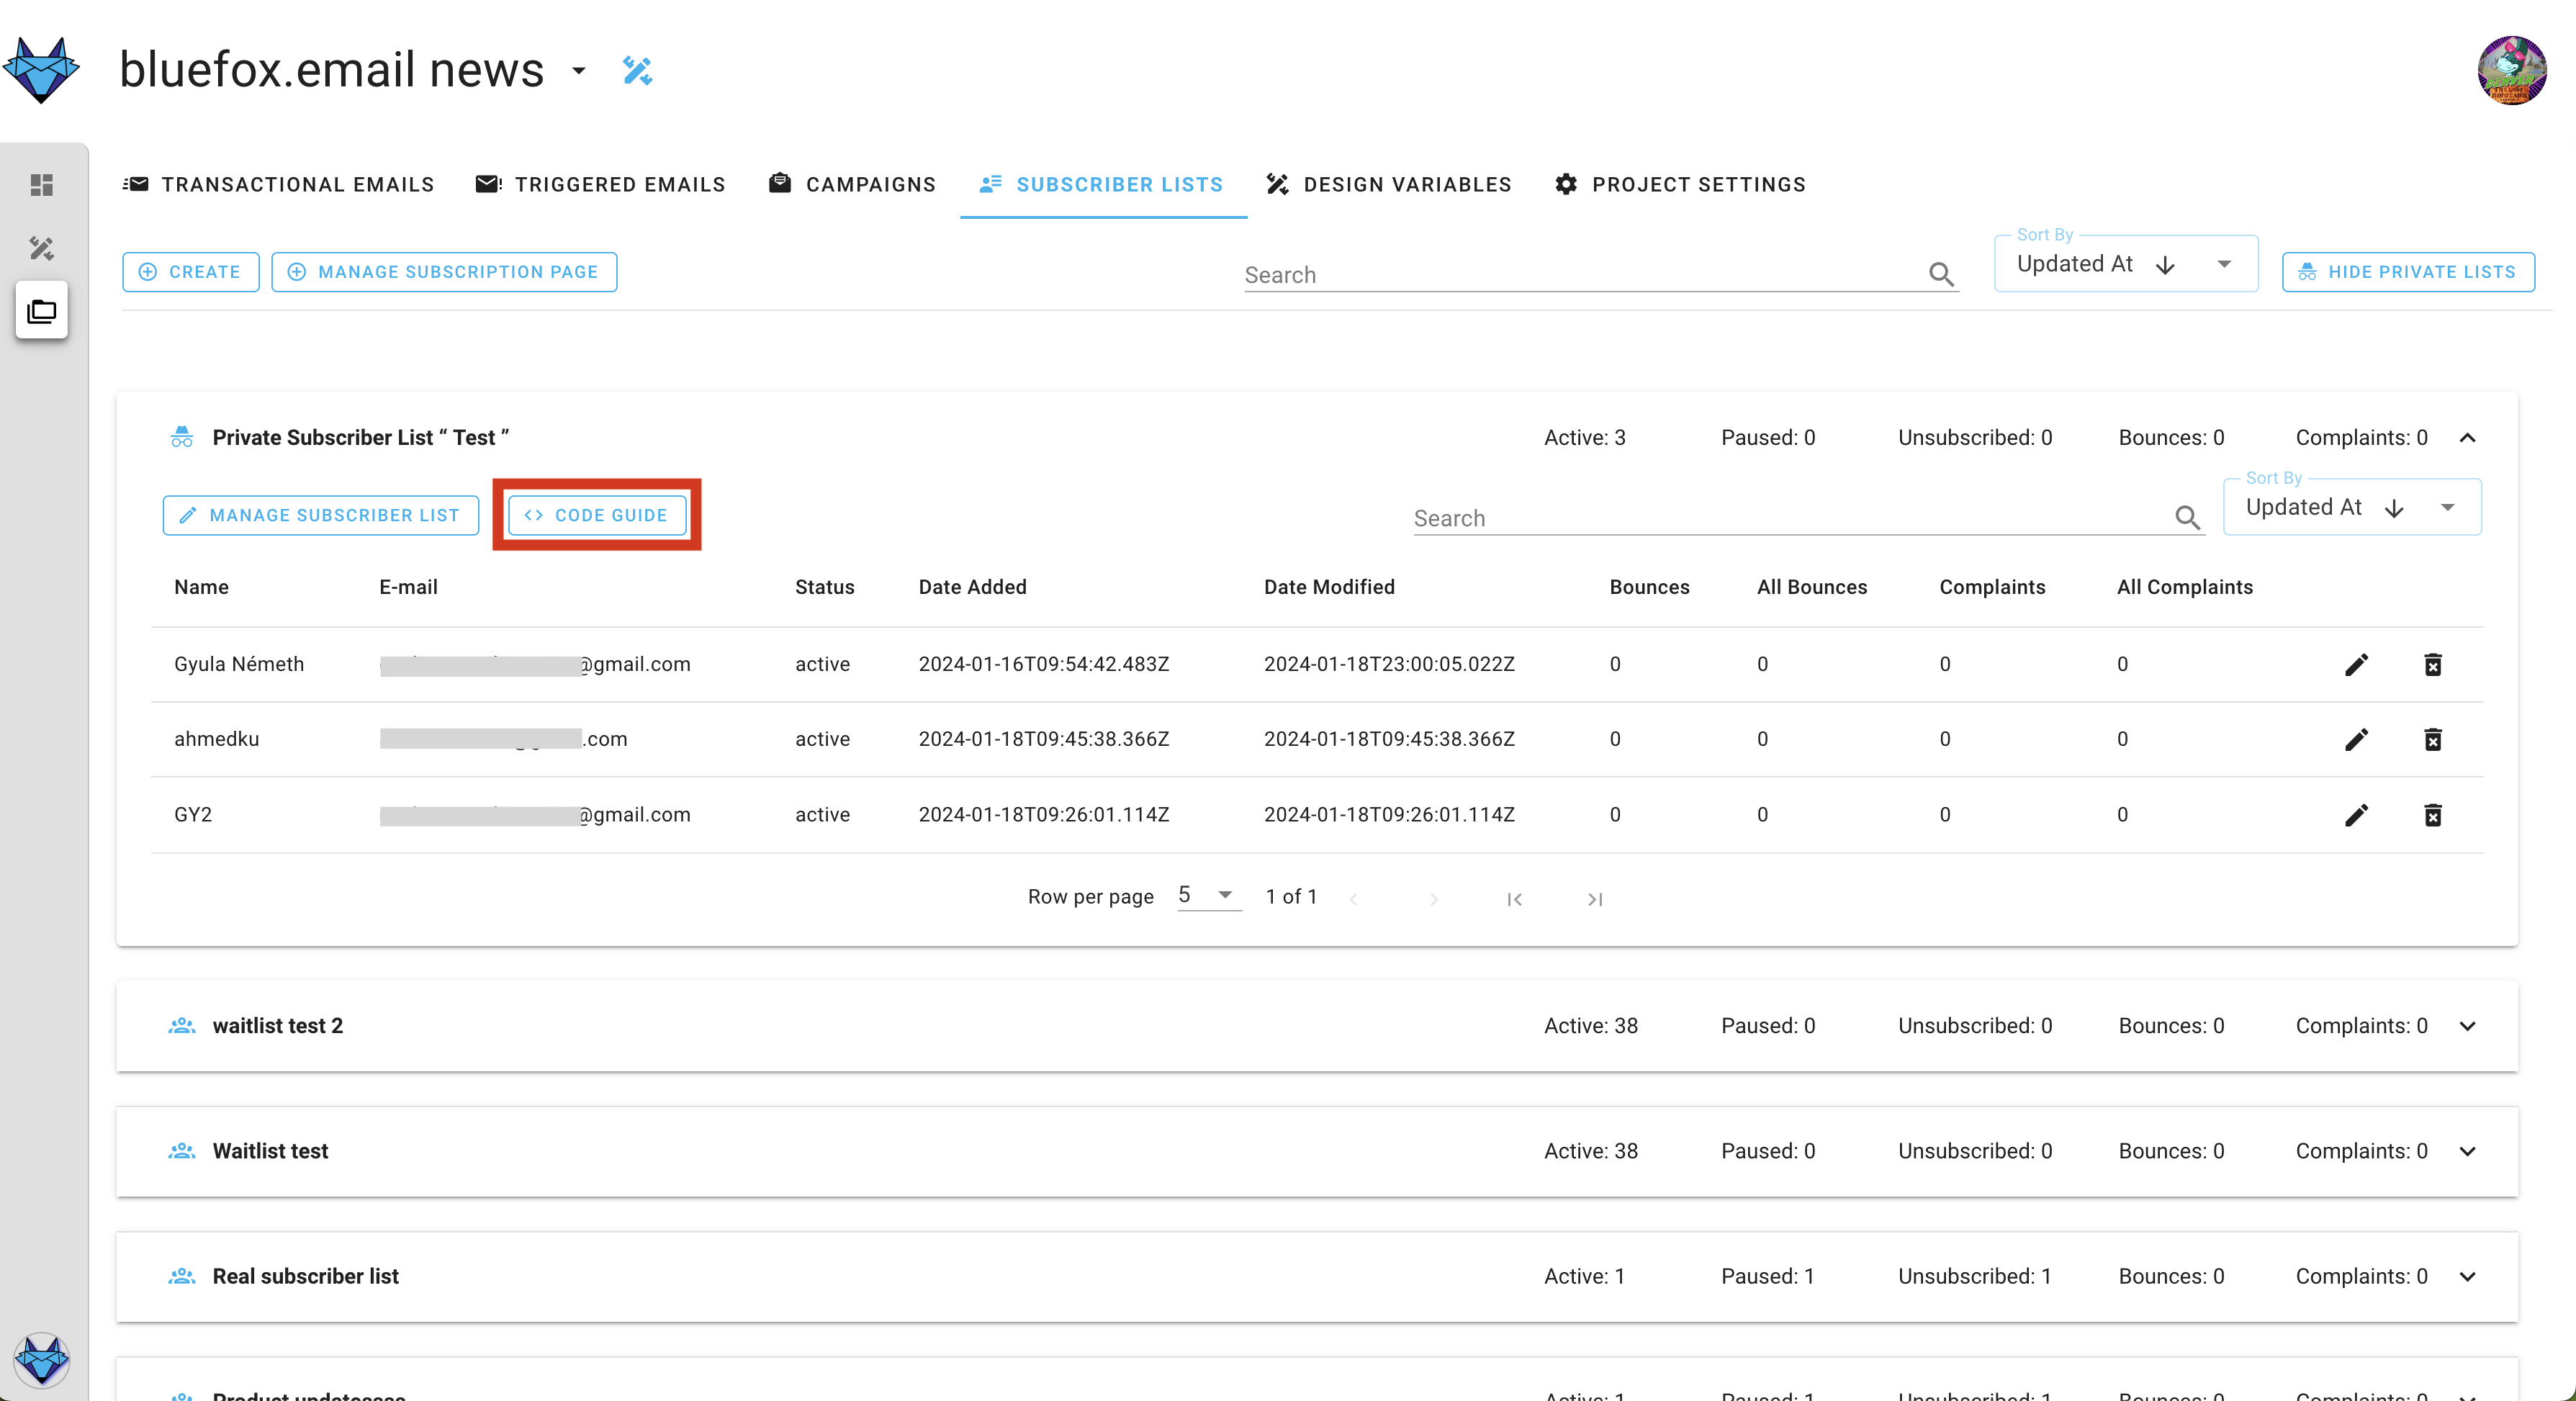 bluefox.email news
TRANSACTIONAL EMAILS TRIGGERED EMAILS CAMPAIGNS SUBSCRIBER LISTS DESIGN VARIABLES PROJECT SETTINGS
CREATE MANAGE SUBSCRIPTION PAGE Search Sort By Updated At HIDE PRIVATE LISTS
Private Subscriber List “ Test ” Active: 3 Paused: 0 Unsubscribed: 0 Bounces: 0 Complaints: 0
MANAGE SUBSCRIBER LIST <> CODE GUIDE Search Sort By Updated At
Name E-mail Status Date Added Date Modified Bounces All Bounces Complaints All Complaints
Gyula Németh @gmail.com active 2024-01-16T09:54:42.483Z 2024-01-18T23:00:05.022Z 0 0 0 0
ahmedku .com active 2024-01-18T09:45:38.366Z 2024-01-18T09:45:38.366Z 0 0 0 0
GY2 @gmail.com active 2024-01-18T09:26:01.114Z 2024-01-18T09:26:01.114Z 0 0 0 0
Row per page 5 1 of 1
waitlist test 2 Active: 38 Paused: 0 Unsubscribed: 0 Bounces: 0 Complaints: 0
Waitlist test Active: 38 Paused: 0 Unsubscribed: 0 Bounces: 0 Complaints: 0
Real subscriber list Active: 1 Paused: 1 Unsubscribed: 1 Bounces: 0 Complaints: 0
Active: 1 Paused: 1 Unsubscribed: 1 Bounces: 0 Complaints: 0